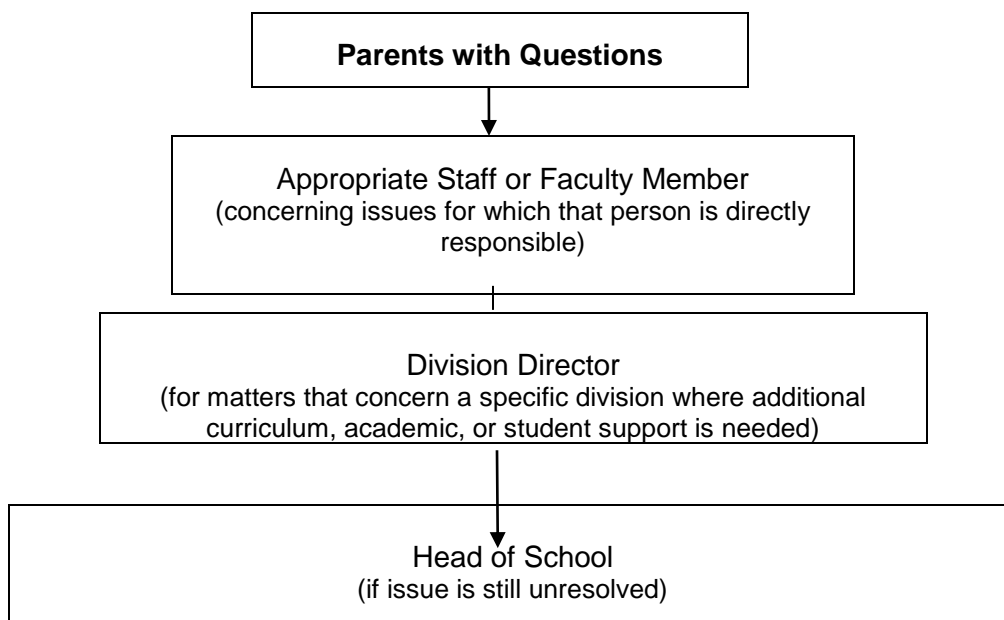 Parents with Questions
Appropriate Staff or Faculty Member
(concerning issues for which that person is directly
responsible)
Division Director
(for matters that concern a specific division where additional
curriculum, academic, or student support is needed)
Head of School
(if issue is still unresolved)